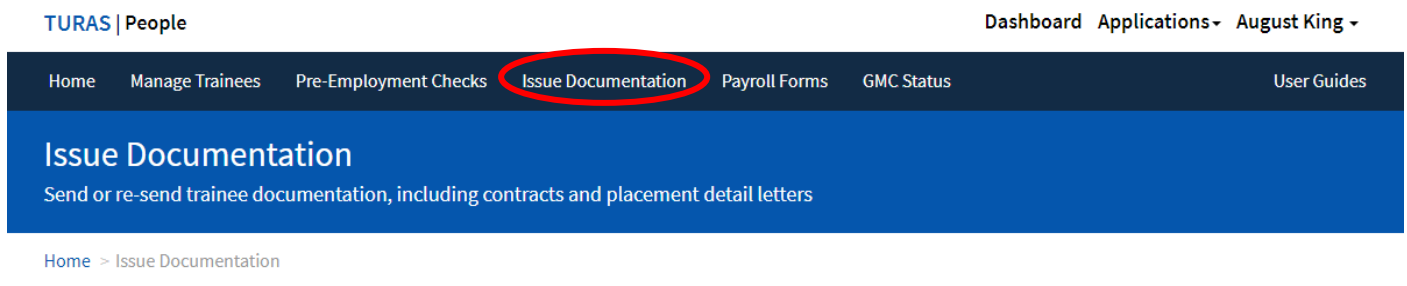 TURAS | People Dashboard Applications August King
Home Manage Trainees Pre-Employment Checks Issue Documentation Payroll Forms GMC Status User Guides
Issue Documentation
Send or re-send trainee documentation, including contracts and placement detail letters
Home > Issue Documentation